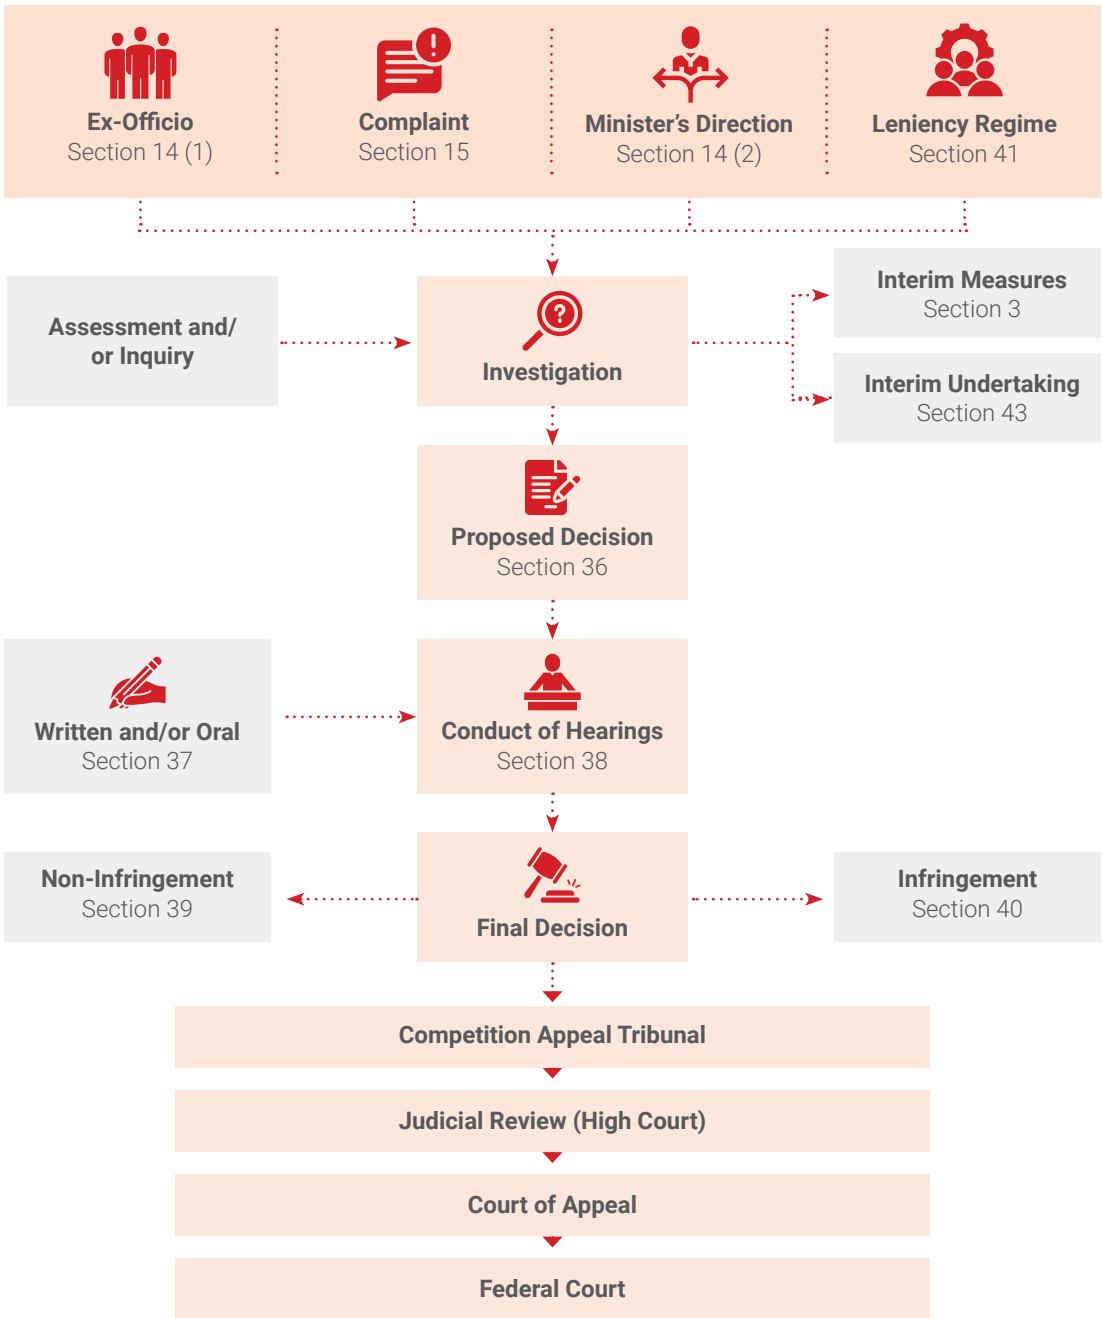 Ex-Officio
Section 14 (1)
Complaint
Section 15
Minister's Direction
Section 14 (2)
Leniency Regime
Section 41
Assessment and/
or Inquiry
Investigation
Interim Measures
Section 3
Interim Undertaking
Section 43
Proposed Decision
Section 36
Written and/or Oral
Section 37
Conduct of Hearings
Section 38
Non-Infringement
Section 39
Final Decision
Infringement
Section 40
Competition Appeal Tribunal
Judicial Review (High Court)
Court of Appeal
Federal Court